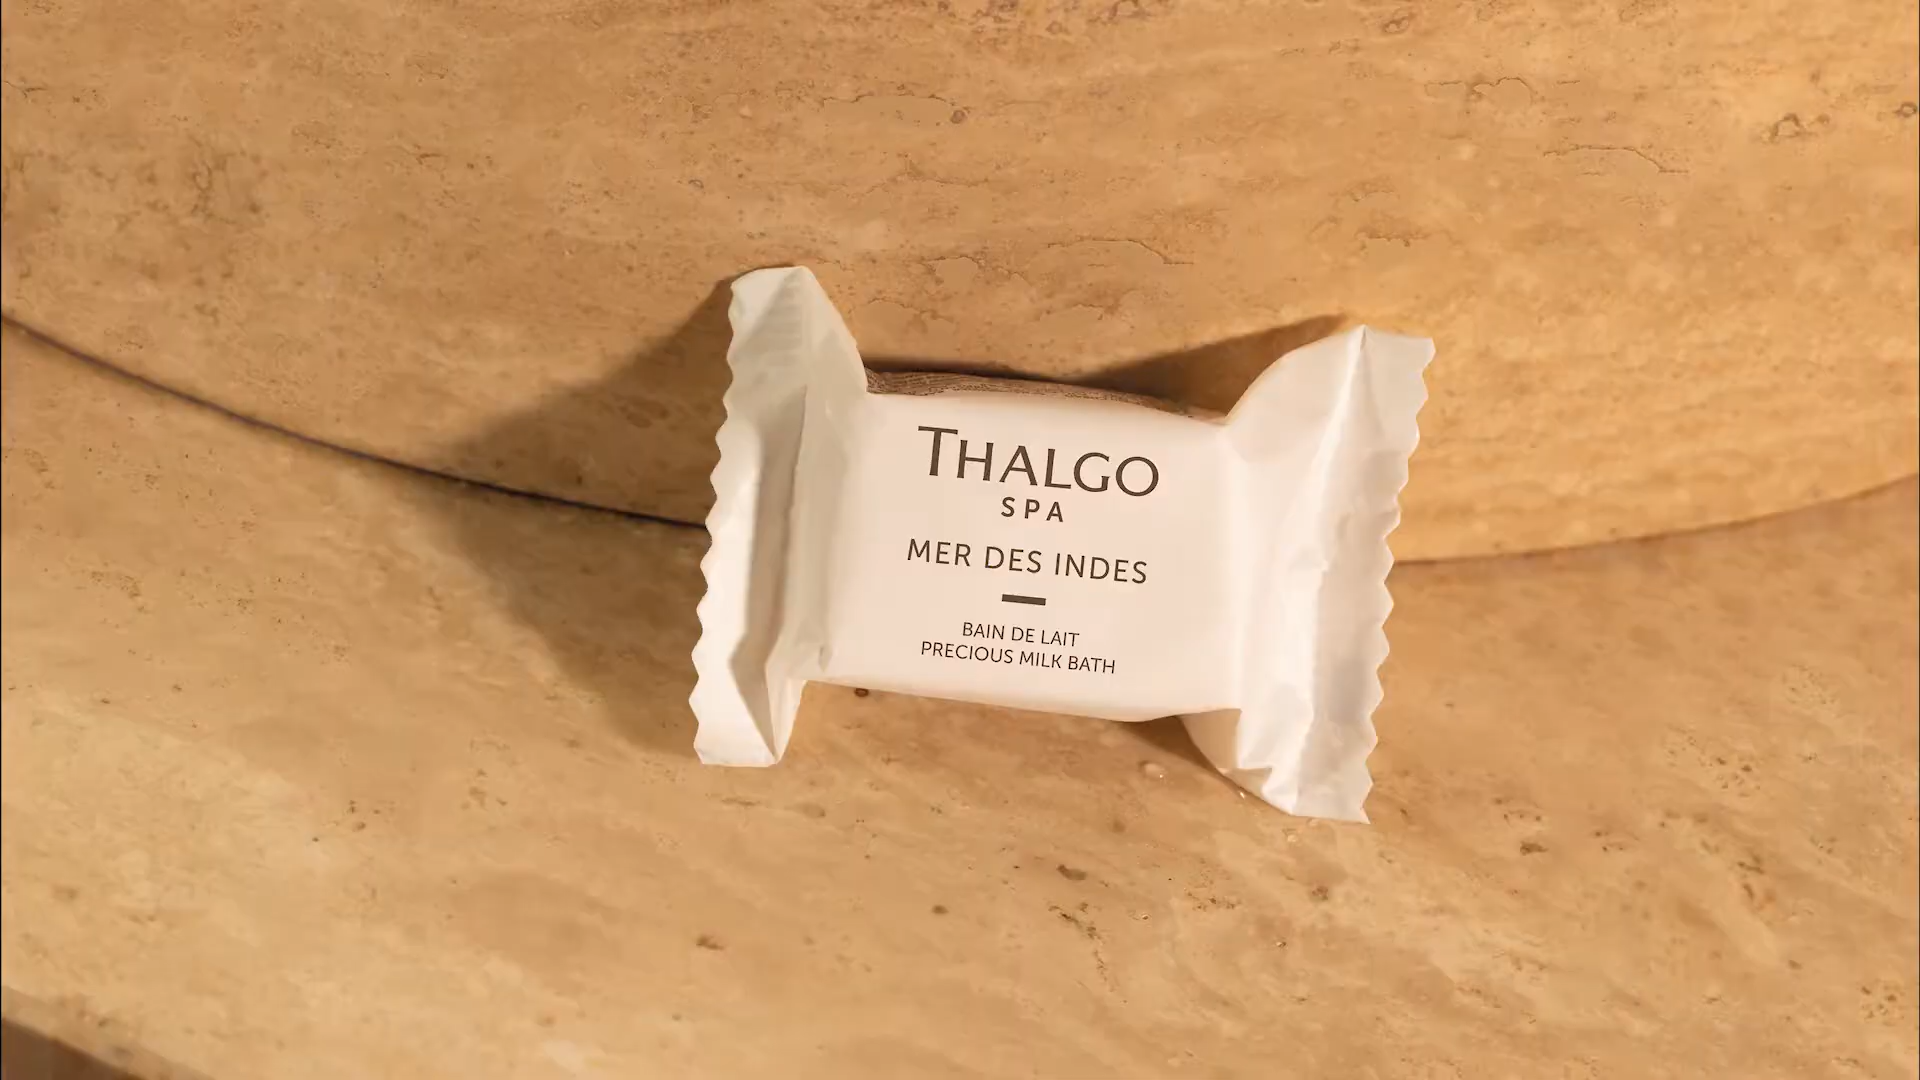 THALGO
SPA
MER DES INDES
BAIN DE LAIT
PRECIOUS MILK BATH